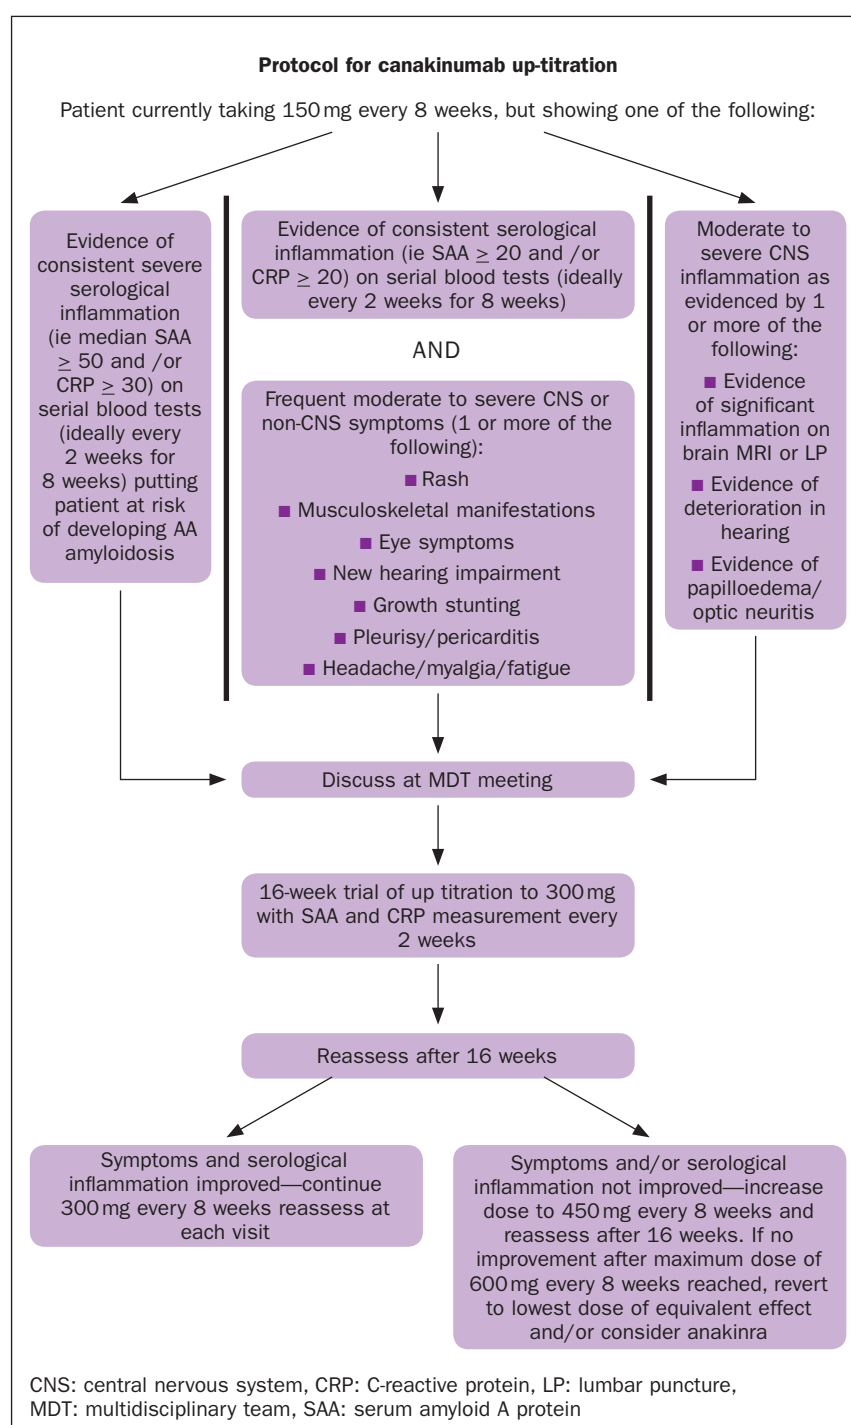 Protocol for canakinumab up-titration
Patient currently taking 150 mg every 8 weeks, but showing one of the following:
Evidence of
consistent severe
serological
inflammation
(ie median SAA
≥ 50 and /or
CRP ≥ 30) on
serial blood tests
(ideally every
2 weeks for
8 weeks) putting
patient at risk
of developing AA
amyloidosis
Evidence of consistent serological
inflammation (ie SAA ≥ 20 and /or
CRP ≥ 20) on serial blood tests (ideally
every 2 weeks for 8 weeks)
AND
Frequent moderate to severe CNS or
non-CNS symptoms (1 or more of the
following):
■ Rash
■ Musculoskeletal manifestations
■ Eye symptoms
■ New hearing impairment
■ Growth stunting
■ Pleurisy/pericarditis
■ Headache/myalgia/fatigue
Moderate to
severe CNS
inflammation as
evidenced by 1
or more of the
following:
■ Evidence
of significant
inflammation on
brain MRI or LP
■ Evidence of
deterioration in
hearing
■ Evidence of
papilloedema/
optic neuritis
Discuss at MDT meeting
16-week trial of up titration to 300 mg
with SAA and CRP measurement every
2 weeks
Reassess after 16 weeks
Symptoms and serological
inflammation improved—continue
300 mg every 8 weeks reassess at
each visit
Symptoms and/or serological
inflammation not improved—increase
dose to 450 mg every 8 weeks and
reassess after 16 weeks. If no
improvement after maximum dose of
600 mg every 8 weeks reached, revert
to lowest dose of equivalent effect
and/or consider anakinra
CNS: central nervous system, CRP: C-reactive protein, LP: lumbar puncture,
MDT: multidisciplinary team, SAA: serum amyloid A protein